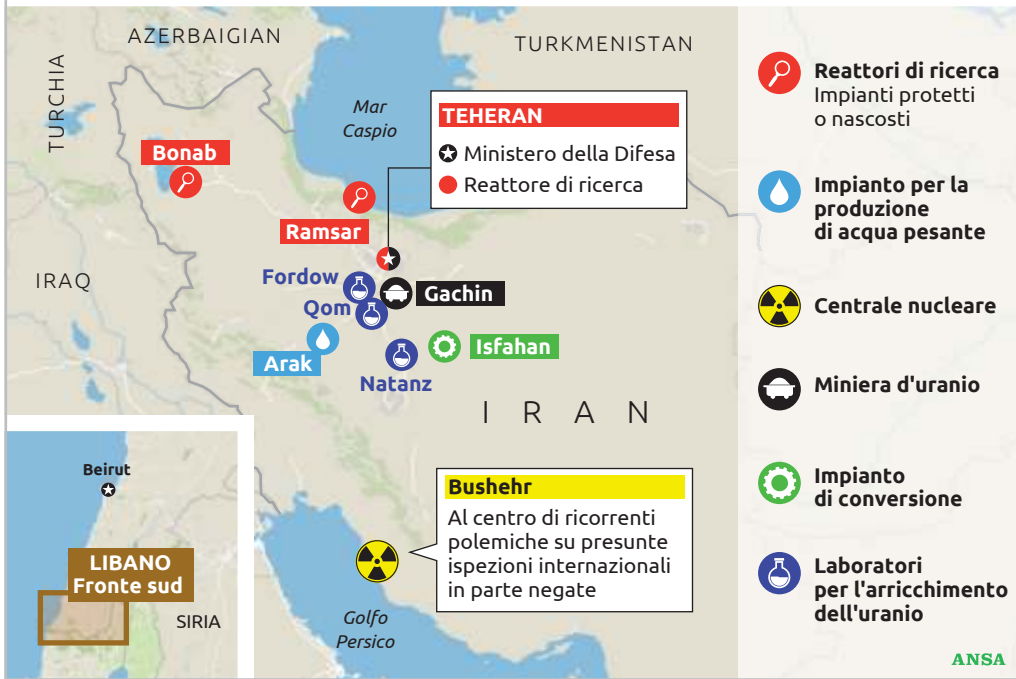 AZERBAIGIAN
TURKMENISTAN
TURCHIA
Mar
Caspio
TEHERAN
Ministero della Difesa
Reattore di ricerca
Bonab
Ramsar
IRAQ
Fordow
Gachin
Qom
Isfahan
Arak
Natanz
IRAN
Bushehr
Al centro di ricorrenti
polemiche su presunte
ispezioni internazionali
in parte negate
Golfo
Persico
Beirut
LIBANO
Fronte sud
SIRIA
Reattori di ricerca
Impianti protetti
o nascosti
Impianto per la
produzione
di acqua pesante
Centrale nucleare
Miniera d'uranio
Impianto
di conversione
Laboratori
per l'arricchimento
dell'uranio
ANSA